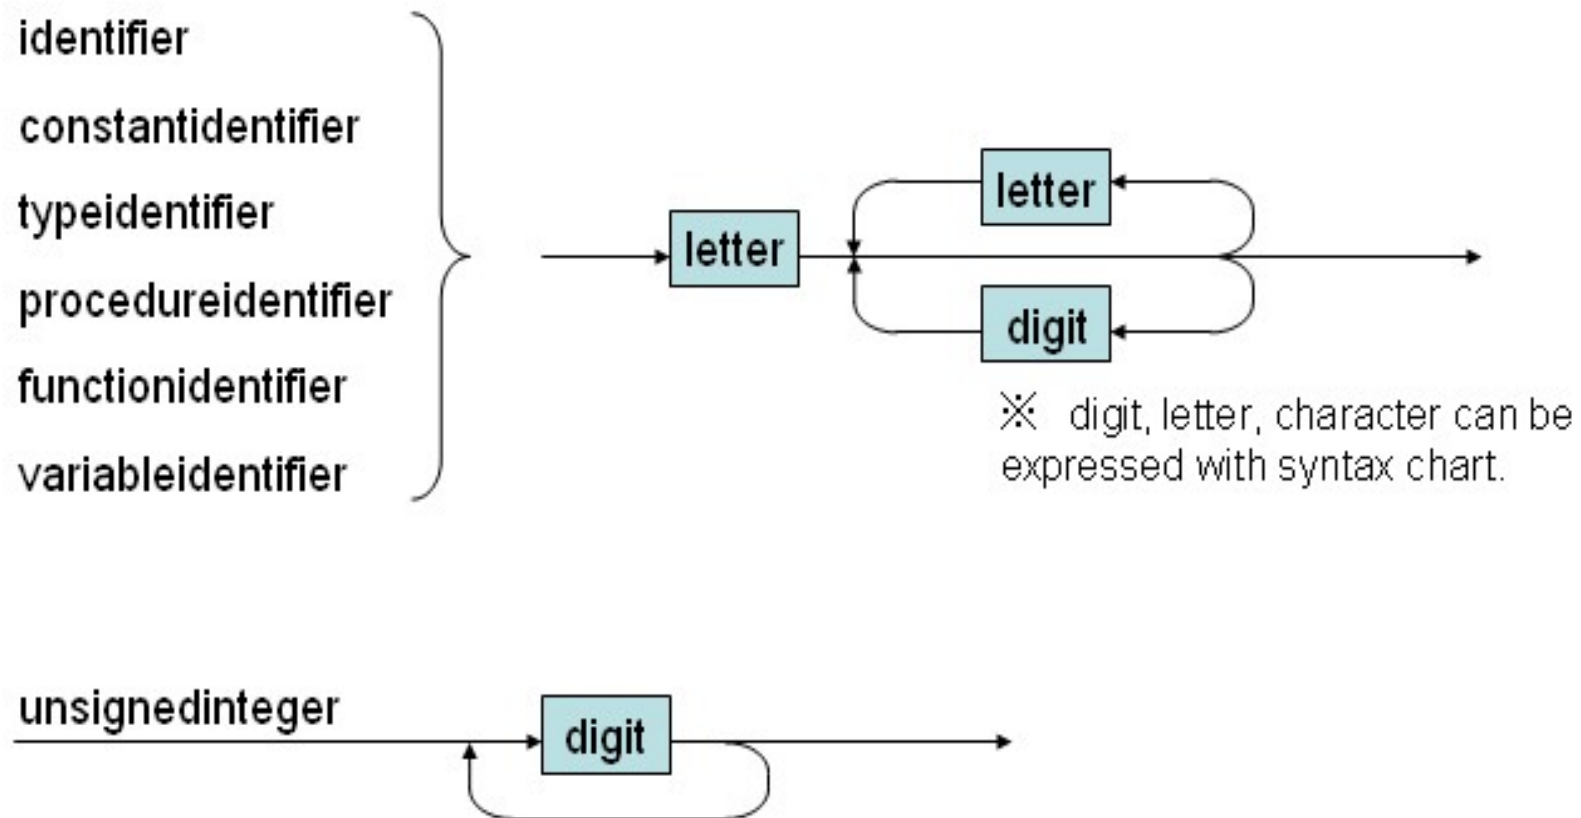 identifier
constantidentifier
typeidentifier
procedureidentifier
functionidentifier
variableidentifier
letter
letter
digit
※ digit, letter, character can be
expressed with syntax chart.
unsignedinteger
digit